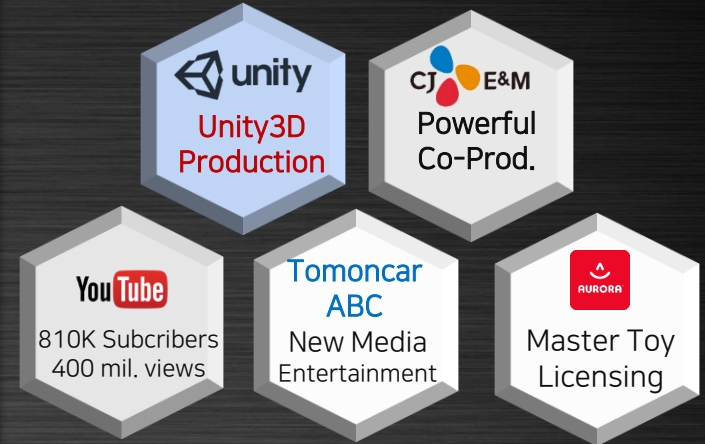 unity
Unity3D
Production
CJ E&M
Powerful
Co-Prod.
YouTube
810K Subcribers
400 mil. views
Tomoncar
ABC
New Media
Entertainment
AURORA
Master Toy
Licensing